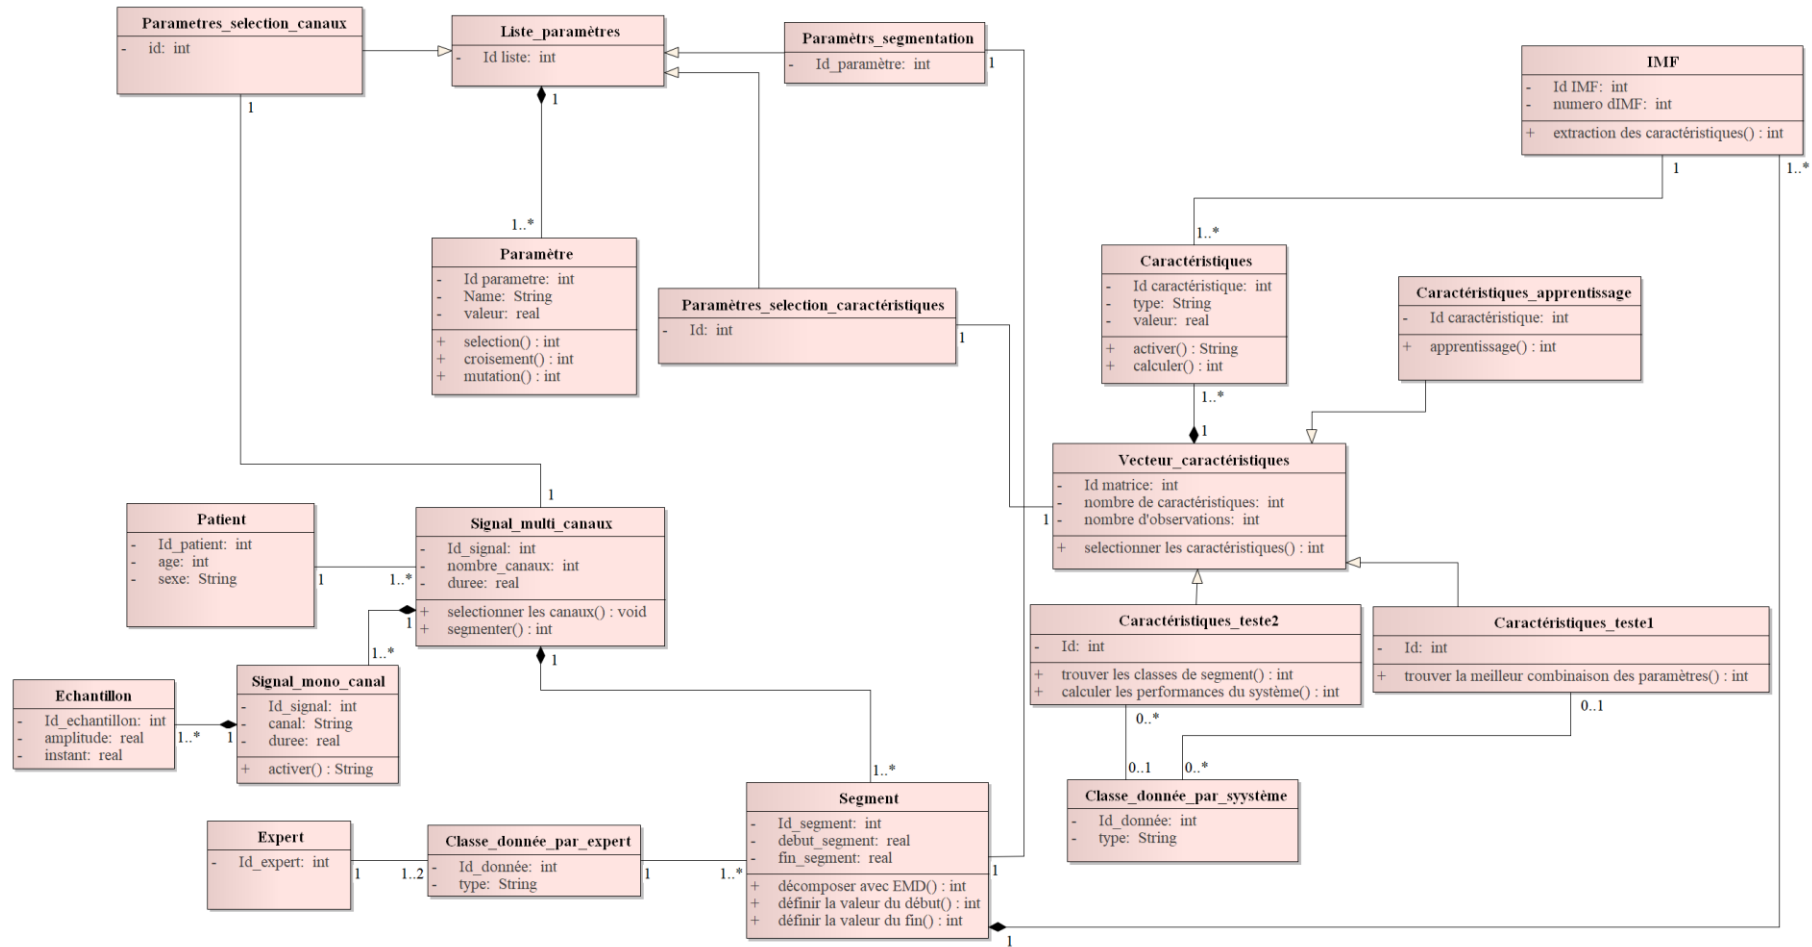 Parametres_selection_canaux
- id: int
1
Liste_paramètres
- Id liste: int
1
Paramètrs_segmentation
- Id_paramètre: int
1
IMF
- Id IMF: int
- numero dIMF: int
+ extraction des caractéristiques() : int
1
1..*
1..*
Paramètre
- Id parametre: int
- Name: String
- valeur: real
+ selection() : int
+ croisement() : int
+ mutation() : int
Paramètres_selection_caractéristiques
- Id: int
1
1..*
Caractéristiques
- Id caractéristique: int
- type: String
- valeur: real
+ activer() : String
+ calculer() : int
1..*
Caractéristiques_apprentissage
- Id caractéristique: int
+ apprentissage() : int
1
Vecteur_caractéristiques
- Id matrice: int
- nombre de caractéristiques: int
- nombre d'observations: int
+ selectionner les caractéristiques() : int
1
1
Patient
- Id_patient: int
- age: int
- sexe: String
1
1..*
Signal_multi_canaux
- Id_signal: int
- nombre_canaux: int
- duree: real
+ selectionner les canaux() : void
+ segmenter() : int
1
1
1..*
Caractéristiques_teste2
- Id: int
+ trouver les classes de segment() : int
+ calculer les performances du système() : int
0..*
Caractéristiques_teste1
- Id: int
+ trouver la meilleur combinaison des paramètres() : int
0..1
Echantillon
- Id_echantillon: int
- amplitude: real
- instant: real
1..*
1
Signal_mono_canal
- Id_signal: int
- canal: String
- duree: real
+ activer() : String
1..*
0..1
0..*
Classe_donnée_par_syystème
- Id_donnée: int
- type: String
Expert
- Id_expert: int
1
1..2
Classe_donnée_par_expert
- Id_donnée: int
- type: String
1
1..*
Segment
- Id_segment: int
- debut_segment: real
- fin_segment: real
+ décomposer avec EMD() : int
+ définir la valeur du début() : int
+ définir la valeur du fin() : int
1
1